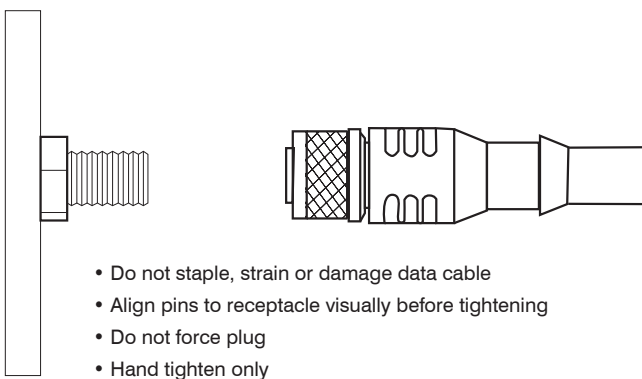 • Do not staple, strain or damage data cable
• Align pins to receptacle visually before tightening
• Do not force plug
• Hand tighten only